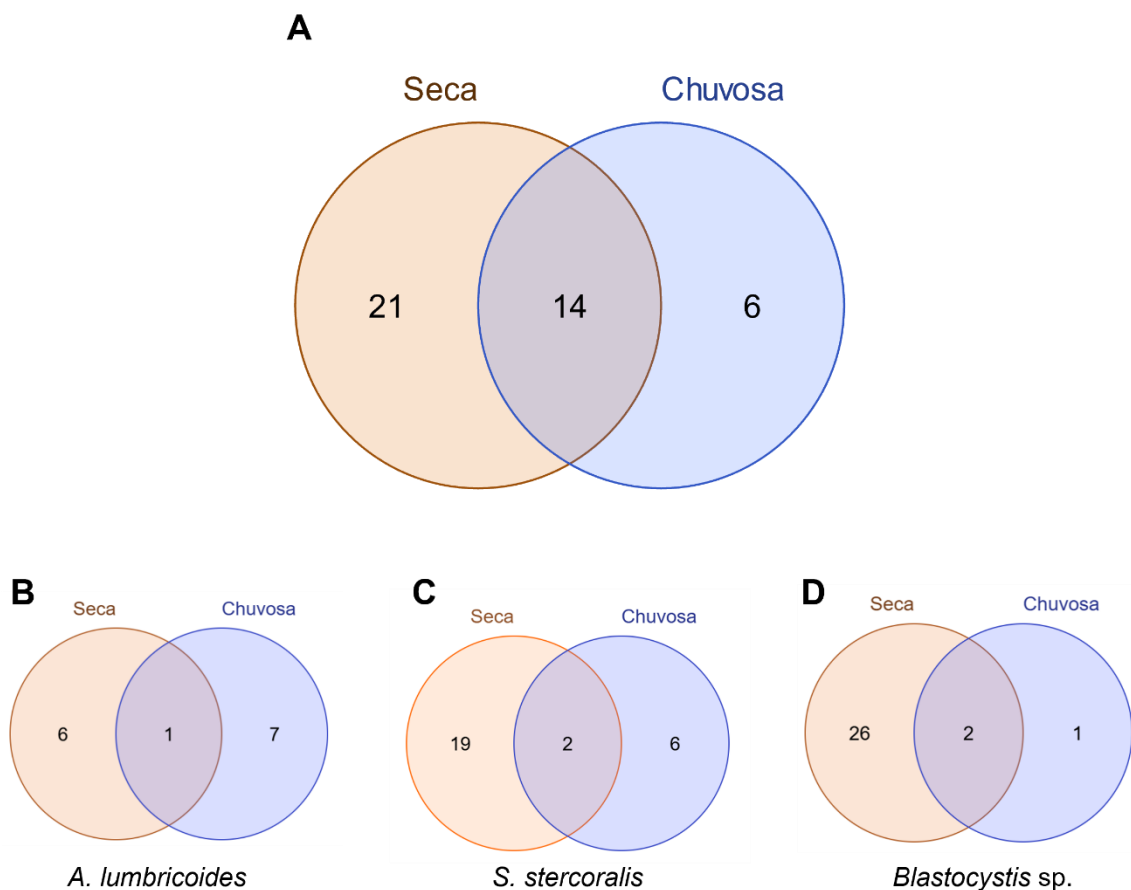 A
Seca Chuvosa
21 14 6
B C D
Seca Chuvosa Seca Chuvosa Seca Chuvosa
6 1 7 19 2 6 26 2 1
A. lumbricoides S. stercoralis Blastocystis sp.